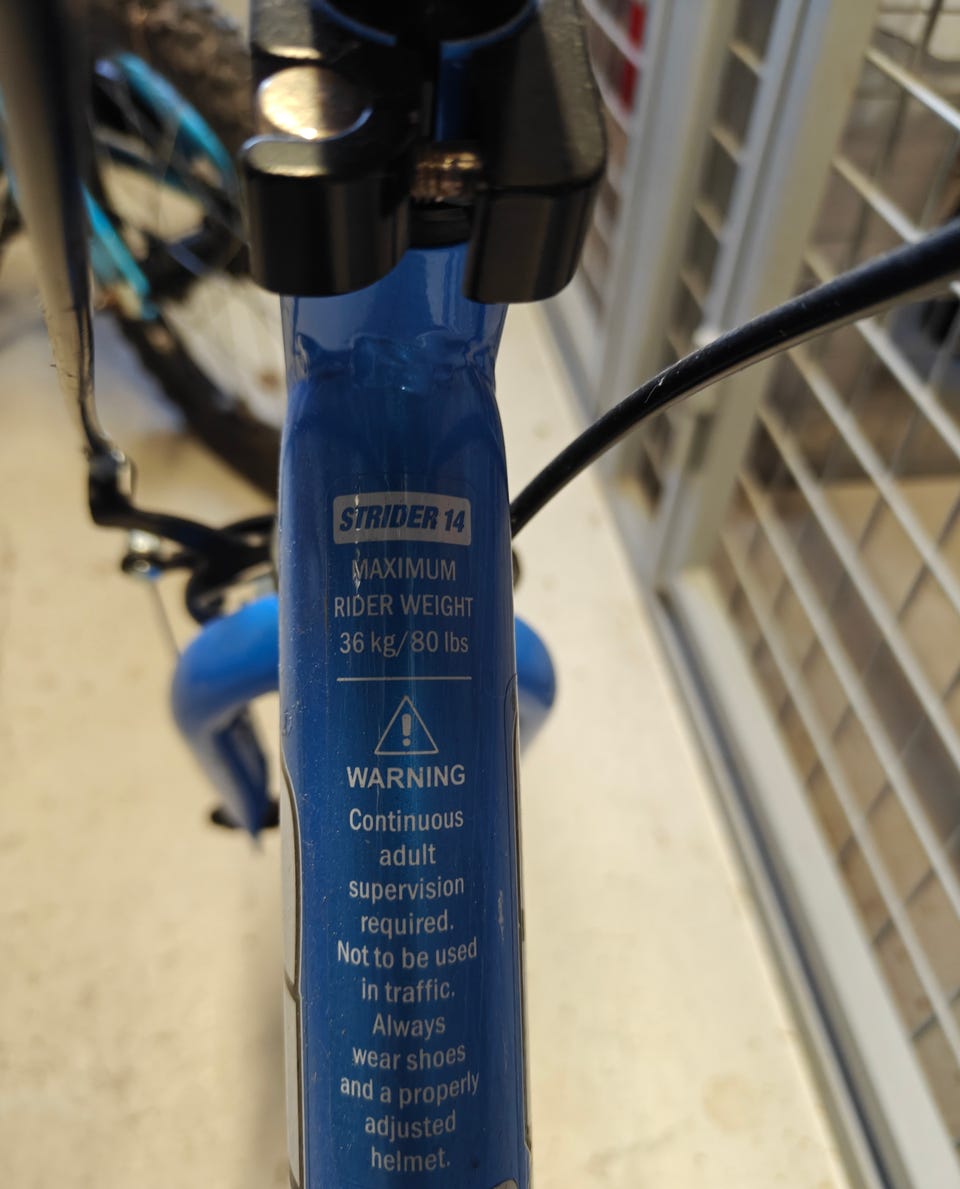 STRIDER 14
MAXIMUM
RIDER WEIGHT
36 kg/80 lbs
WARNING
Continuous
adult
supervision
required.
Not to be used
in traffic.
Always
wear shoes
and a properly
adjusted
helmet.